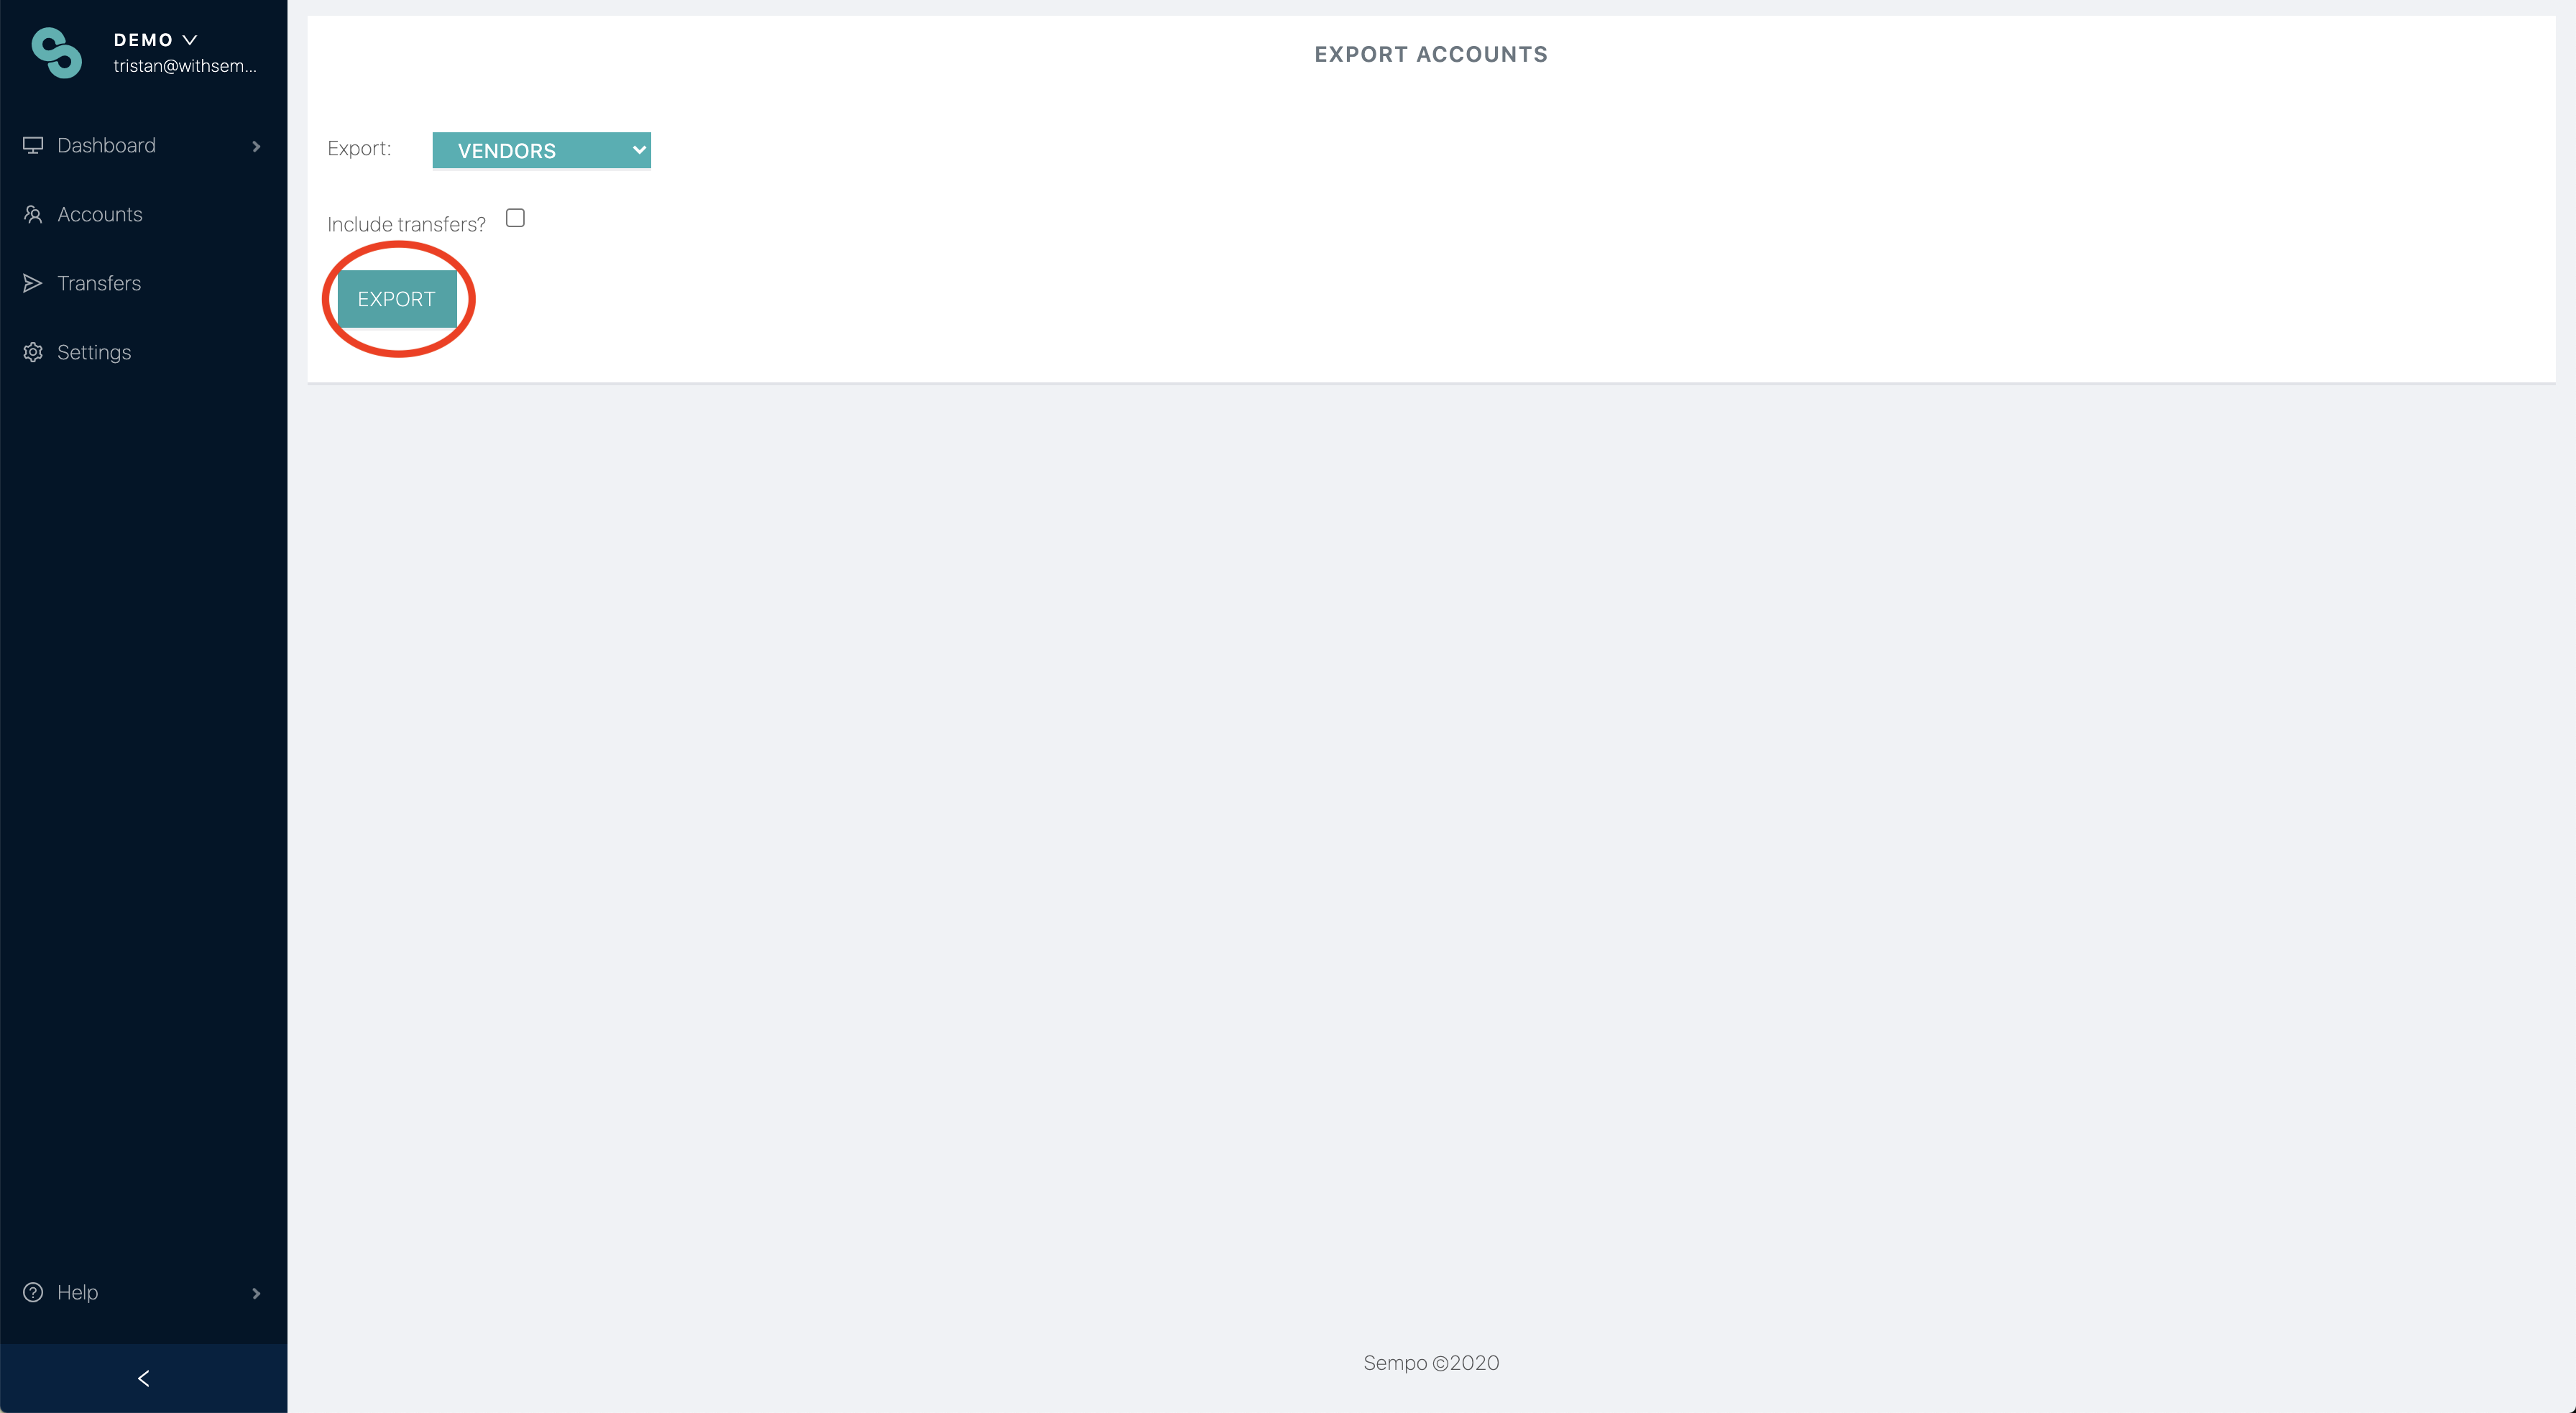 DEMO
tristan@withsem...
Dashboard
Accounts
Transfers
Settings
Help
EXPORT ACCOUNTS
Export:
VENDORS
Include transfers?
EXPORT
Sempo ©2020